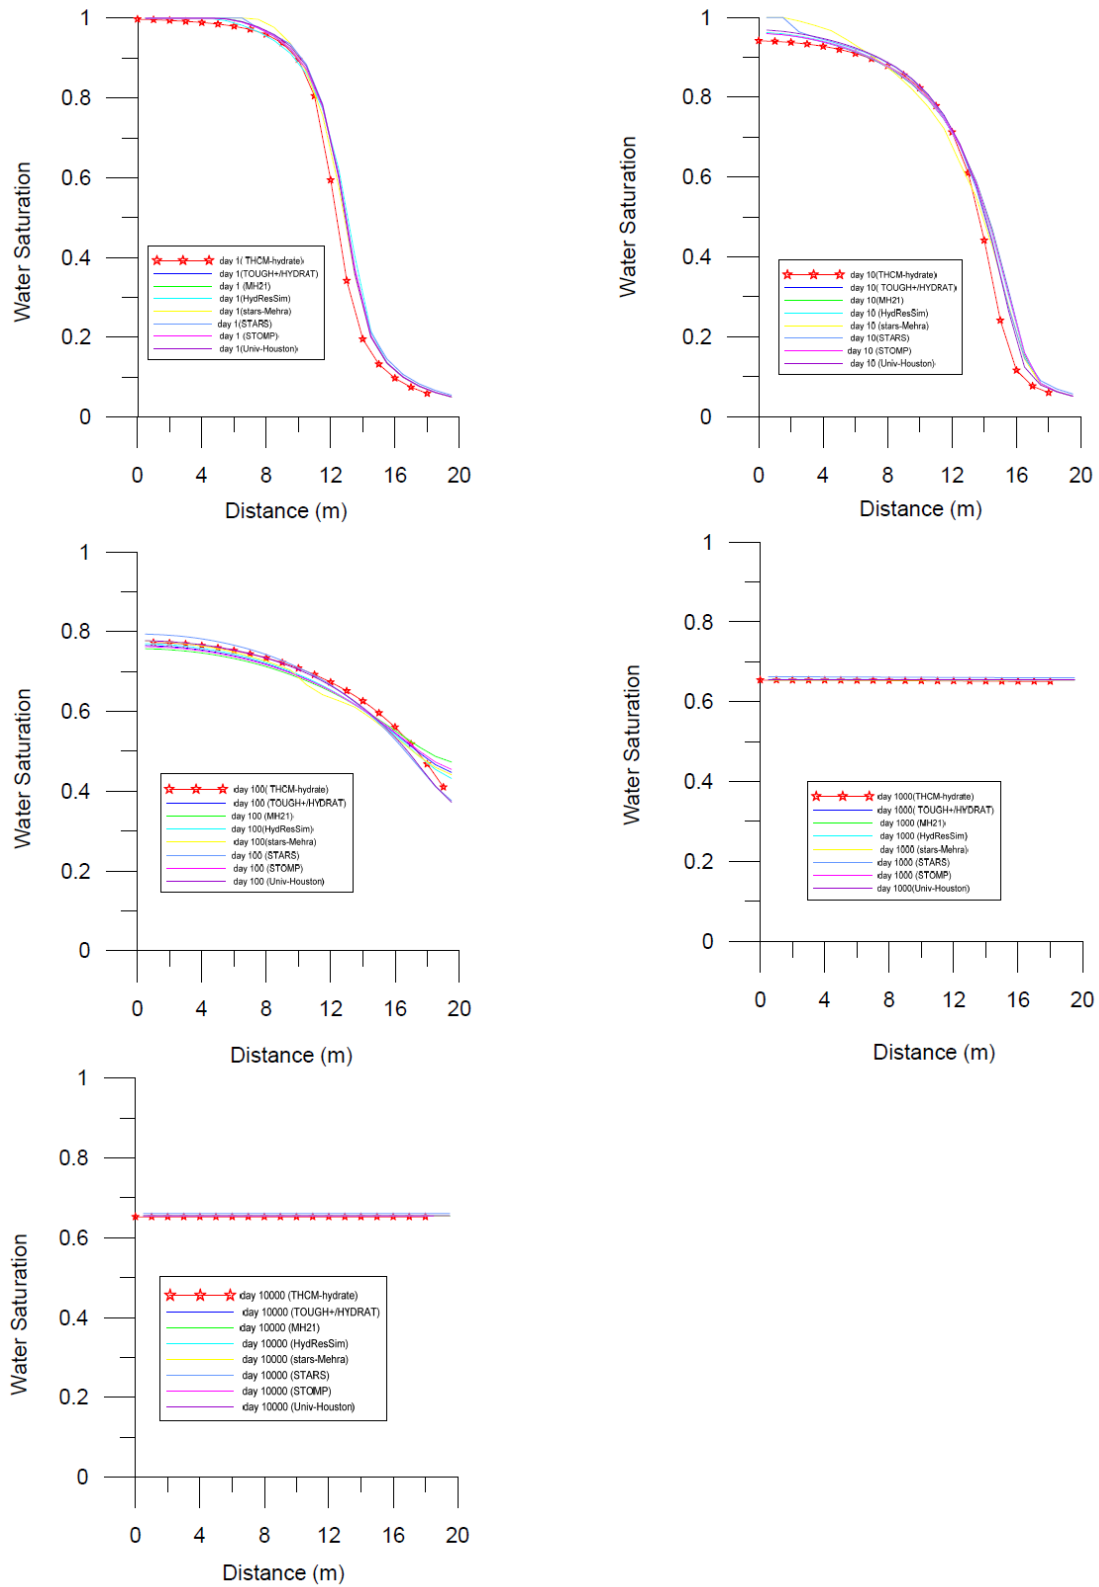 1
0.8
0.6
0.4
0.2
0
Water Saturation
day 1( THCM-hydrate)
day 1(TOUGH+/HYDRAT)
day 1 (MH21)
day 1(HydResSim)
day 1(stars-Mehra)
day 1(STARS)
day 1 (STOMP)
day 1(Univ-Houston)
0 4 8 12 16 20
Distance (m)
1
0.8
0.6
0.4
0.2
0
Water Saturation
day 10(THCM-hydrate)
day 10( TOUGH+/HYDRAT)
day 10(MH21)
day 10 (HydResSim)
day 10 (stars-Mehra)
day 10(STARS)
day 10 (STOMP)
day 10 (Univ-Houston)
0 4 8 12 16 20
Distance (m)
1
0.8
0.6
0.4
0.2
0
Water Saturation
day 100( THCM-hydrate)
day 100 (TOUGH+/HYDRAT)
day 100 (MH21)
day 100(HydResSim)
day 100(stars-Mehra)
day 100 (STARS)
day 100 (STOMP)
day 100 (Univ-Houston)
0 4 8 12 16 20
Distance (m)
1
0.8
0.6
0.4
0.2
0
Water Saturation
day 1000(THCM-hydrate)
day 1000( TOUGH+/HYDRAT)
day 1000 (MH21)
day 1000 (HydResSim)
day 1000 (stars-Mehra)
day 1000 (STARS)
day 1000 (STOMP)
day 1000(Univ-Houston)
0 4 8 12 16 20
Distance (m)
1
0.8
0.6
0.4
0.2
0
Water Saturation
day 10000 (THCM-hydrate)
day 10000 (TOUGH+/HYDRAT)
day 10000 (MH21)
day 10000 (HydResSim)
day 10000 (stars-Mehra)
day 10000 (STARS)
day 10000 (STOMP)
day 10000 (Univ-Houston)
0 4 8 12 16 20
Distance (m)